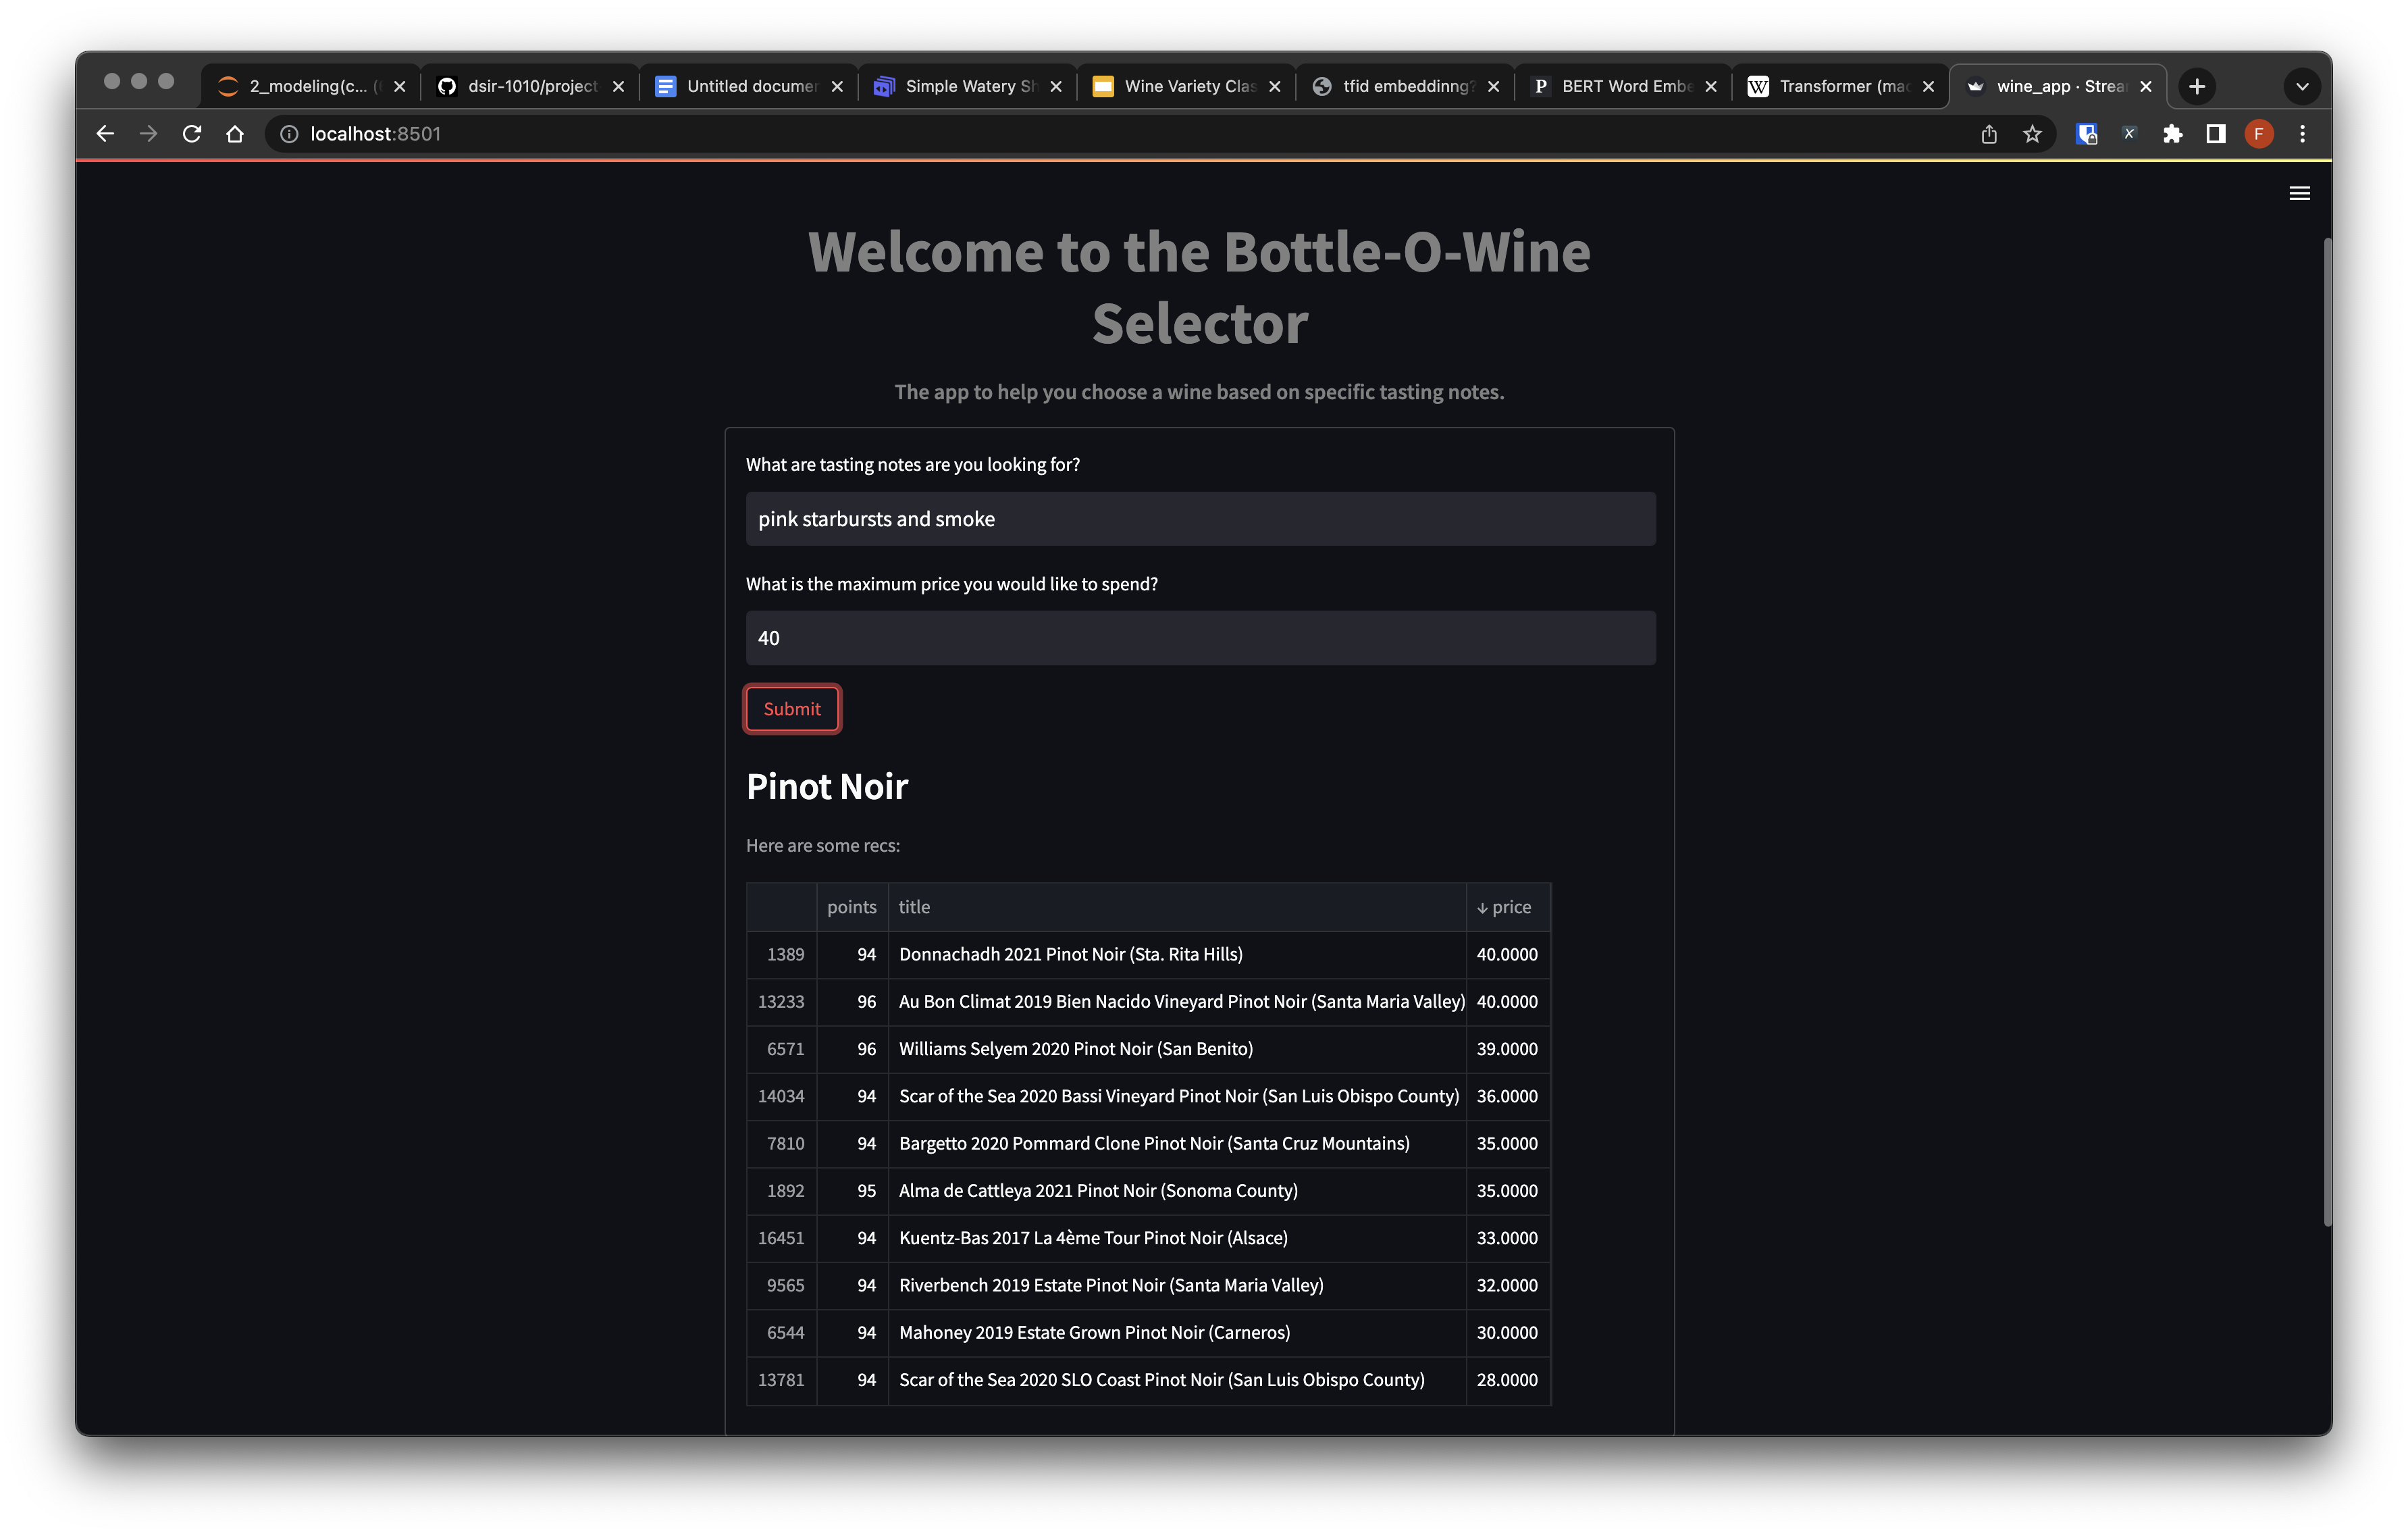 2_modeling(c... (
dsir-1010/project
Untitled documen
Simple Watery Sh
Wine Variety Clas
tfid embeddinng?
P BERT Word Embe
W Transformer (mac
wine_app · Strea
localhost:8501
F
Welcome to the Bottle-O-Wine
Selector
The app to help you choose a wine based on specific tasting notes.
What are tasting notes are you looking for?
pink starbursts and smoke
What is the maximum price you would like to spend?
40
Submit
Pinot Noir
Here are some recs:
points title ↓ price
1389 94 Donnachadh 2021 Pinot Noir (Sta. Rita Hills) 40.0000
13233 96 Au Bon Climat 2019 Bien Nacido Vineyard Pinot Noir (Santa Maria Valley) 40.0000
6571 96 Williams Selyem 2020 Pinot Noir (San Benito) 39.0000
14034 94 Scar of the Sea 2020 Bassi Vineyard Pinot Noir (San Luis Obispo County) 36.0000
7810 94 Bargetto 2020 Pommard Clone Pinot Noir (Santa Cruz Mountains) 35.0000
1892 95 Alma de Cattleya 2021 Pinot Noir (Sonoma County) 35.0000
16451 94 Kuentz-Bas 2017 La 4ème Tour Pinot Noir (Alsace) 33.0000
9565 94 Riverbench 2019 Estate Pinot Noir (Santa Maria Valley) 32.0000
6544 94 Mahoney 2019 Estate Grown Pinot Noir (Carneros) 30.0000
13781 94 Scar of the Sea 2020 SLO Coast Pinot Noir (San Luis Obispo County) 28.0000